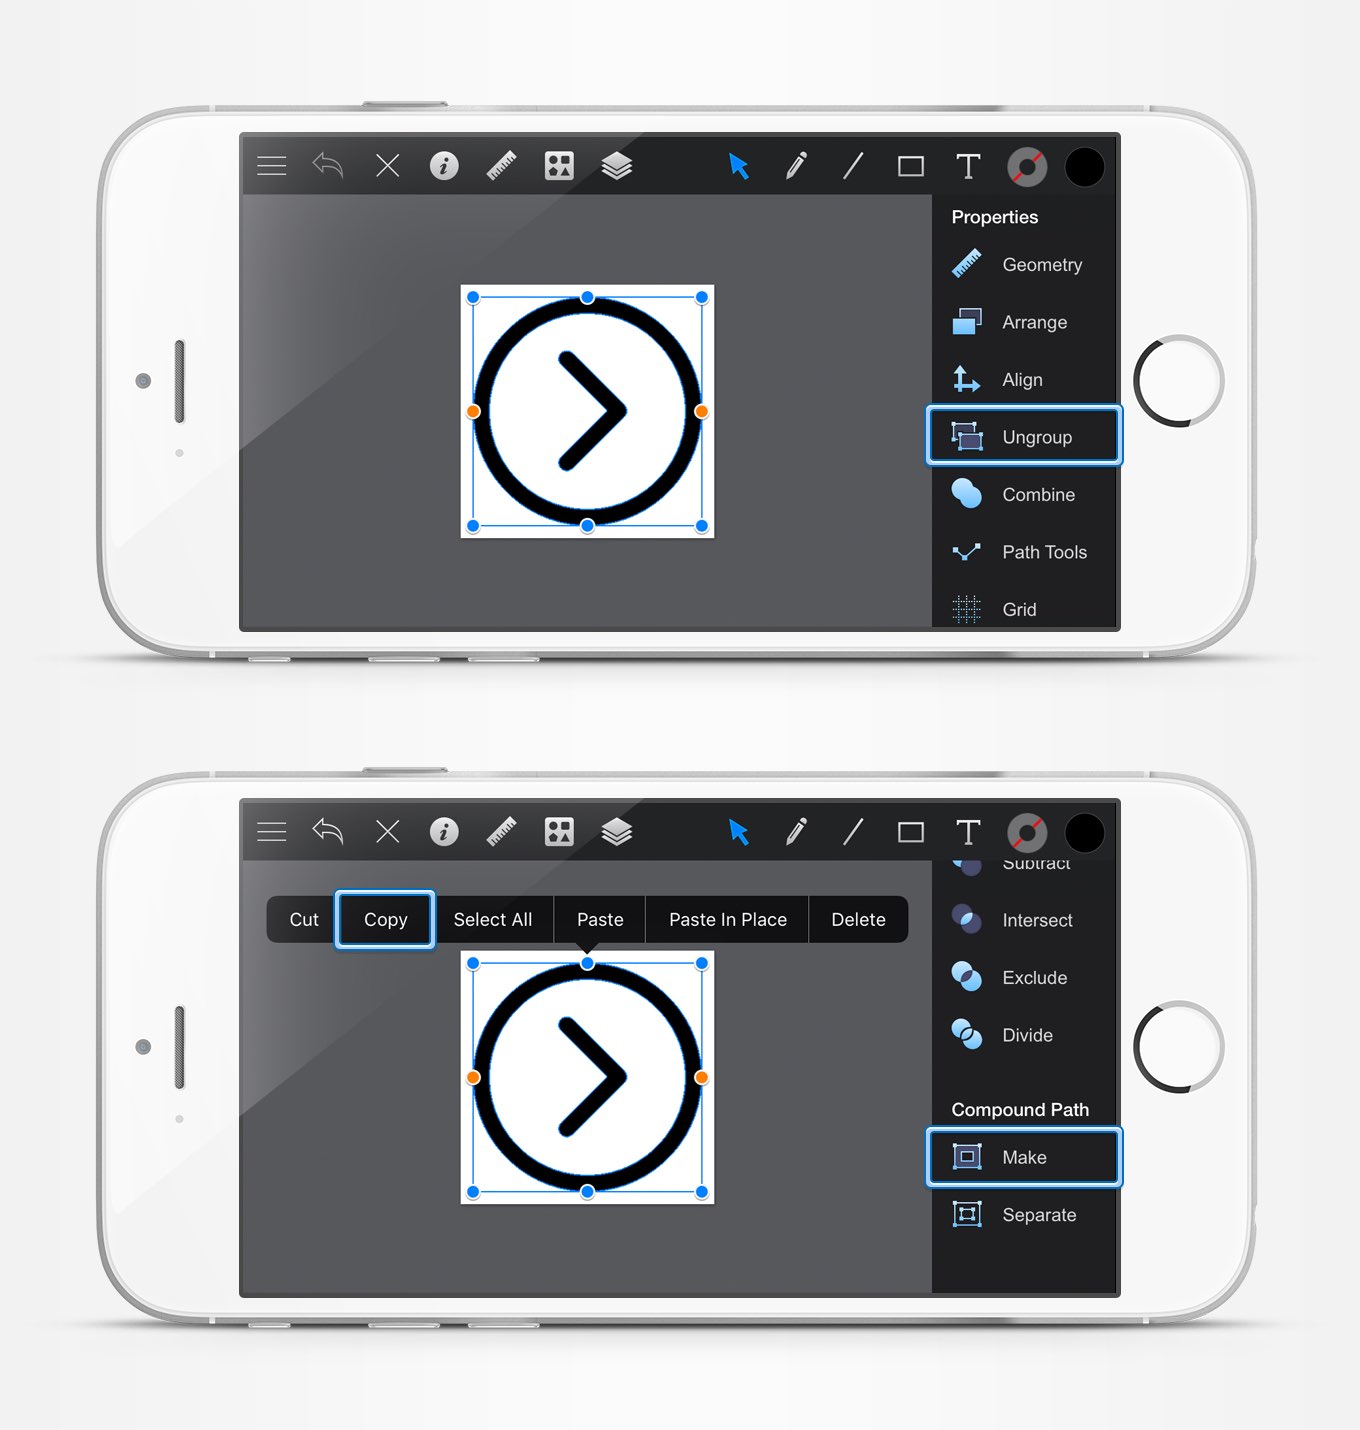 T
Properties
Geometry
Arrange
Align
Ungroup
Combine
Path Tools
Grid
T
Subtract
Cut
Copy
Select All
Paste
Paste In Place
Delete
Intersect
Exclude
Divide
Compound Path
Make
Separate